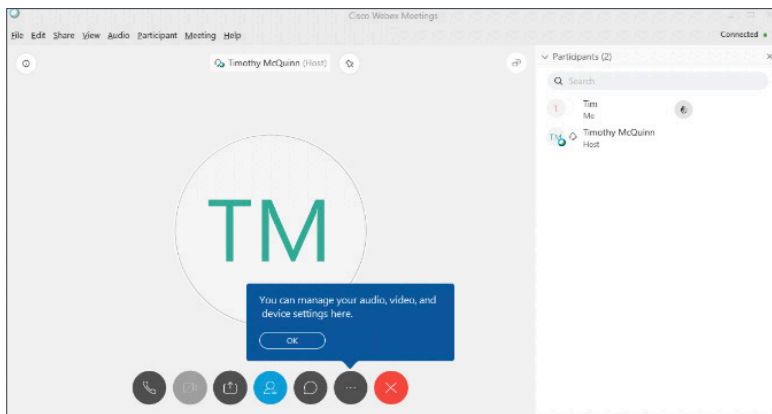 Cisco Webex Meetings
File Edit Share View Audio Participant Meeting Help
Connected
Timothy McQuinn (Host)
Participants (2)
Search
T
Tim
Me
TM
Timothy McQuinn
Host
TM
You can manage your audio, video, and
device settings here.
OK